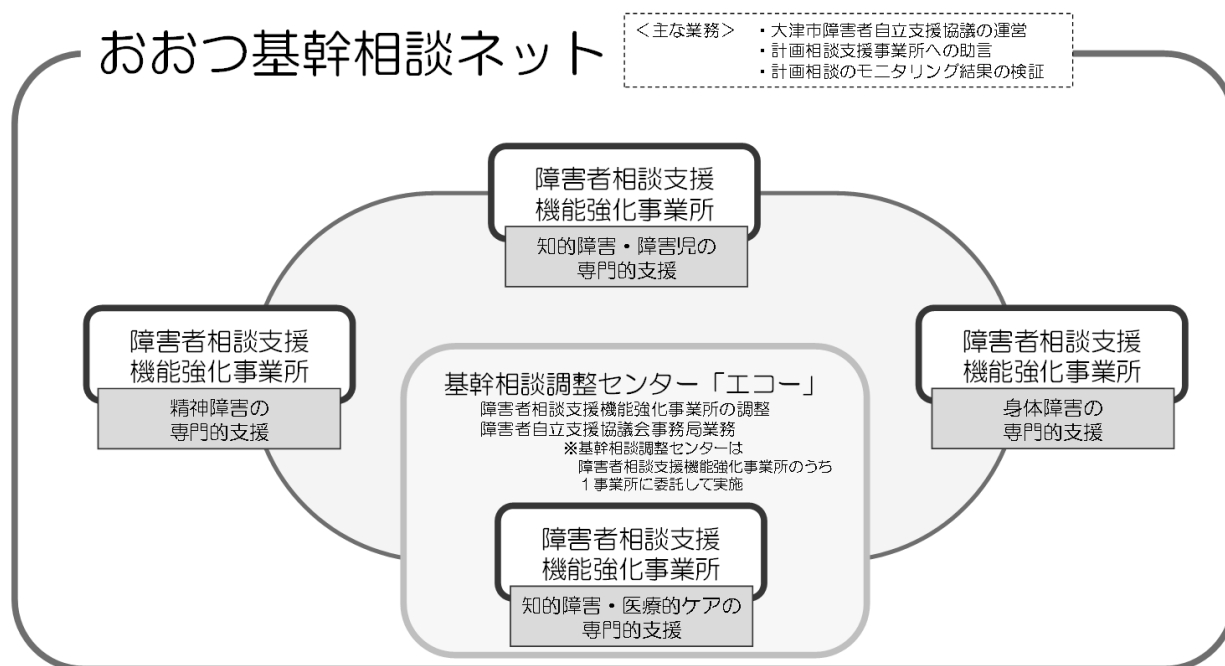 おおつ基幹相談ネット
＜主な業務＞ ・大津市障害者自立支援協議の運営
・計画相談支援事業所への助言
・計画相談のモニタリング結果の検証
障害者相談支援
機能強化事業所
知的障害・障害児の
専門的支援
障害者相談支援
機能強化事業所
精神障害の
専門的支援
障害者相談支援
機能強化事業所
身体障害の
専門的支援
基幹相談調整センター「エコー」
障害者相談支援機能強化事業所の調整
障害者自立支援協議会事務局業務
※基幹相談調整センターは
障害者相談支援機能強化事業所のうち
１事業所に委託して実施
障害者相談支援
機能強化事業所
知的障害・医療的ケアの
専門的支援